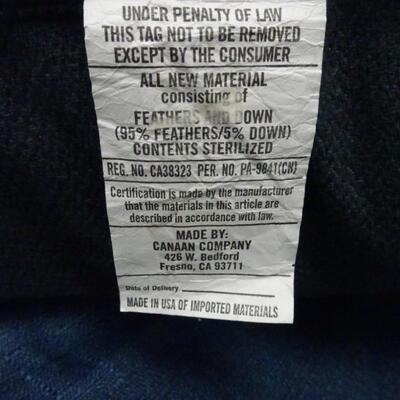 UNDER PENALTY OF LAW
THIS TAG NOT TO BE REMOVED
EXCEPT BY THE CONSUMER
ALL NEW MATERIAL
consisting of
FEATHERS AND DOWN
(95% FEATHERS/5% DOWN)
CONTENTS STERILIZED
REG. NO. CA38323 PER. NO. PA-9841(CN)
Certification is made by the manufacturer
that the materials in this article are
described in accordance with law.
MADE BY:
CANAAN COMPANY
426 W. Bedford
Fresno, CA 93711
Date of Delivery
MADE IN USA OF IMPORTED MATERIALS